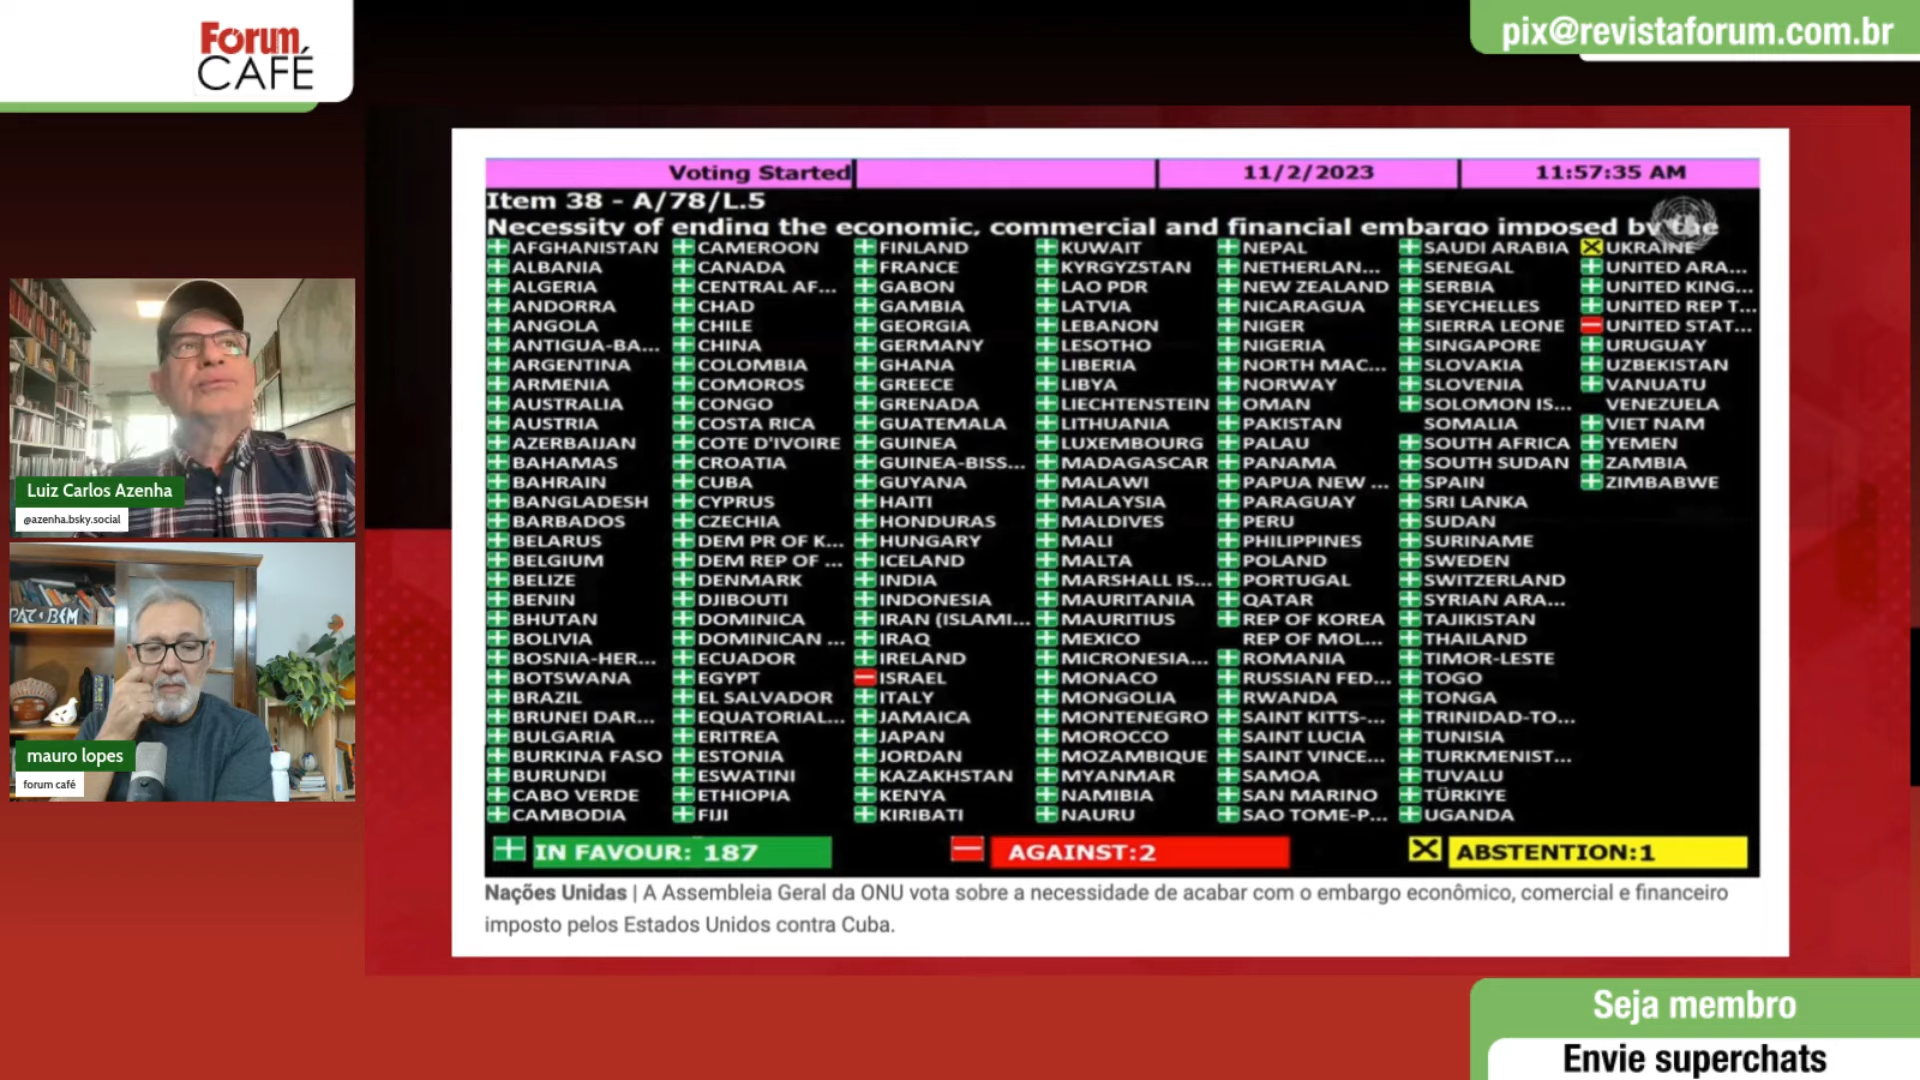 Forum
CAFÉ
pix@revistaforum.com.br
Voting Started
11/2/2023
11:57:35 AM
Item 38 - A/78/L.5
Necessity of ending the economic, commercial and financial embargo imposed by the
AFGHANISTAN
ALBANIA
ALGERIA
ANDORRA
ANGOLA
ANTIGUA-BA...
ARGENTINA
ARMENIA
AUSTRALIA
AUSTRIA
AZERBAIJAN
BAHAMAS
BAHRAIN
BANGLADESH
BARBADOS
BELARUS
BELGIUM
BELIZE
BENIN
BHUTAN
BOLIVIA
BOSNIA-HER...
BOTSWANA
BRAZIL
BRUNEI DAR...
BULGARIA
BURKINA FASO
BURUNDI
CABO VERDE
CAMBODIA
CAMEROON
CANADA
CENTRAL AF...
CHAD
CHILE
CHINA
COLOMBIA
COMOROS
CONGO
COSTA RICA
COTE D'IVOIRE
CROATIA
CUBA
CYPRUS
CZECHIA
DEM PR OF K...
DEM REP OF ...
DENMARK
DJIBOUTI
DOMINICA
DOMINICAN ...
ECUADOR
EGYPT
EL SALVADOR
EQUATORIAL...
ERITREA
ESTONIA
ESWATINI
ETHIOPIA
FIJI
FINLAND
FRANCE
GABON
GAMBIA
GEORGIA
GERMANY
GHANA
GREECE
GRENADA
GUATEMALA
GUINEA
GUINEA-BISS...
GUYANA
HAITI
HONDURAS
HUNGARY
ICELAND
INDIA
INDONESIA
IRAN (ISLAMI...
IRAQ
IRELAND
ISRAEL
ITALY
JAMAICA
JAPAN
JORDAN
KAZAKHSTAN
KENYA
KIRIBATI
KUWAIT
KYRGYZSTAN
LAO PDR
LATVIA
LEBANON
LESOTHO
LIBERIA
LIBYA
LIECHTENSTEIN
LITHUANIA
LUXEMBOURG
MADAGASCAR
MALAWI
MALAYSIA
MALDIVES
MALI
MALTA
MARSHALL IS...
MAURITANIA
MAURITIUS
MEXICO
MICRONESIA...
MONACO
MONGOLIA
MONTENEGRO
MOROCCO
MOZAMBIQUE
MYANMAR
NAMIBIA
NAURU
NEPAL
NETHERLAN...
NEW ZEALAND
NICARAGUA
NIGER
NIGERIA
NORTH MAC...
NORWAY
OMAN
PAKISTAN
PALAU
PANAMA
PAPUA NEW ...
PARAGUAY
PERU
PHILIPPINES
POLAND
PORTUGAL
QATAR
REP OF KOREA
REP OF MOL...
ROMANIA
RUSSIAN FED...
RWANDA
SAINT KITTS-...
SAINT LUCIA
SAINT VINCE...
SAMOA
SAN MARINO
SAO TOME-P...
SAUDI ARABIA
SENEGAL
SERBIA
SEYCHELLES
SIERRA LEONE
SINGAPORE
SLOVAKIA
SLOVENIA
SOLOMON IS...
SOMALIA
SOUTH AFRICA
SOUTH SUDAN
SPAIN
SRI LANKA
SUDAN
SURINAME
SWEDEN
SWITZERLAND
SYRIAN ARA...
TAJIKISTAN
THAILAND
TIMOR-LESTE
TOGO
TONGA
TRINIDAD-TO...
TUNISIA
TURKMENIST...
TUVALU
TÜRKIYE
UGANDA
UKRAINE
UNITED ARA...
UNITED KING...
UNITED REP T...
UNITED STAT...
URUGUAY
UZBEKISTAN
VANUATU
VENEZUELA
VIET NAM
YEMEN
ZAMBIA
ZIMBABWE
IN FAVOUR: 187
AGAINST:2
ABSTENTION:1
Nações Unidas | A Assembleia Geral da ONU vota sobre a necessidade de acabar com o embargo econômico, comercial e financeiro
imposto pelos Estados Unidos contra Cuba.
Luiz Carlos Azenha
@azenha.bsky.social
PAZ BEM
mauro lopes
forum café
Seja membro
Envie superchats